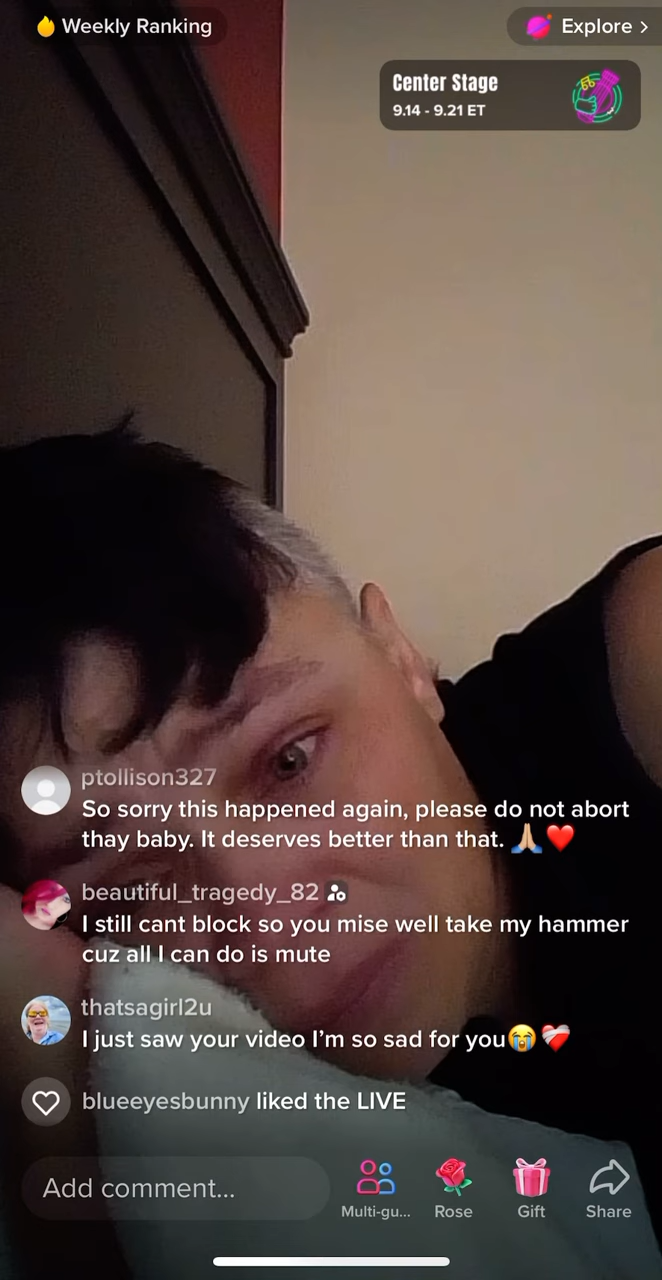 🔥 Weekly Ranking
Explore >
Center Stage
9.14 - 9.21 ET
ptollison327
So sorry this happened again, please do not abort
thay baby. It deserves better than that. 🙏🏼❤️
beautiful_tragedy_82
I still cant block so you mise well take my hammer
cuz all I can do is mute
thatsagirl2u
I just saw your video I’m so sad for you😭❤️‍🩹
blueeyesbunny liked the LIVE
Add comment...
Multi-gu...
Rose
Gift
Share